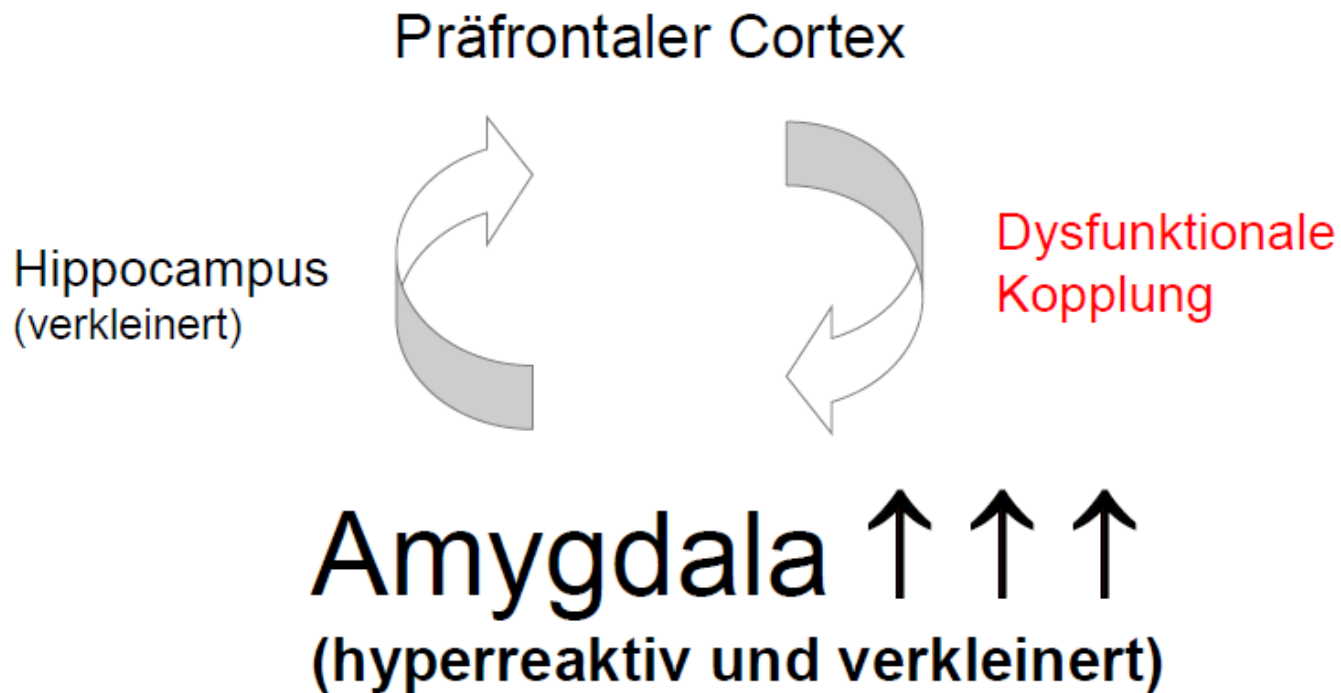 Präfrontaler Cortex
Hippocampus
(verkleinert)
Dysfunktionale
Kopplung
Amygdala ↑ ↑ ↑
(hyperreaktiv und verkleinert)